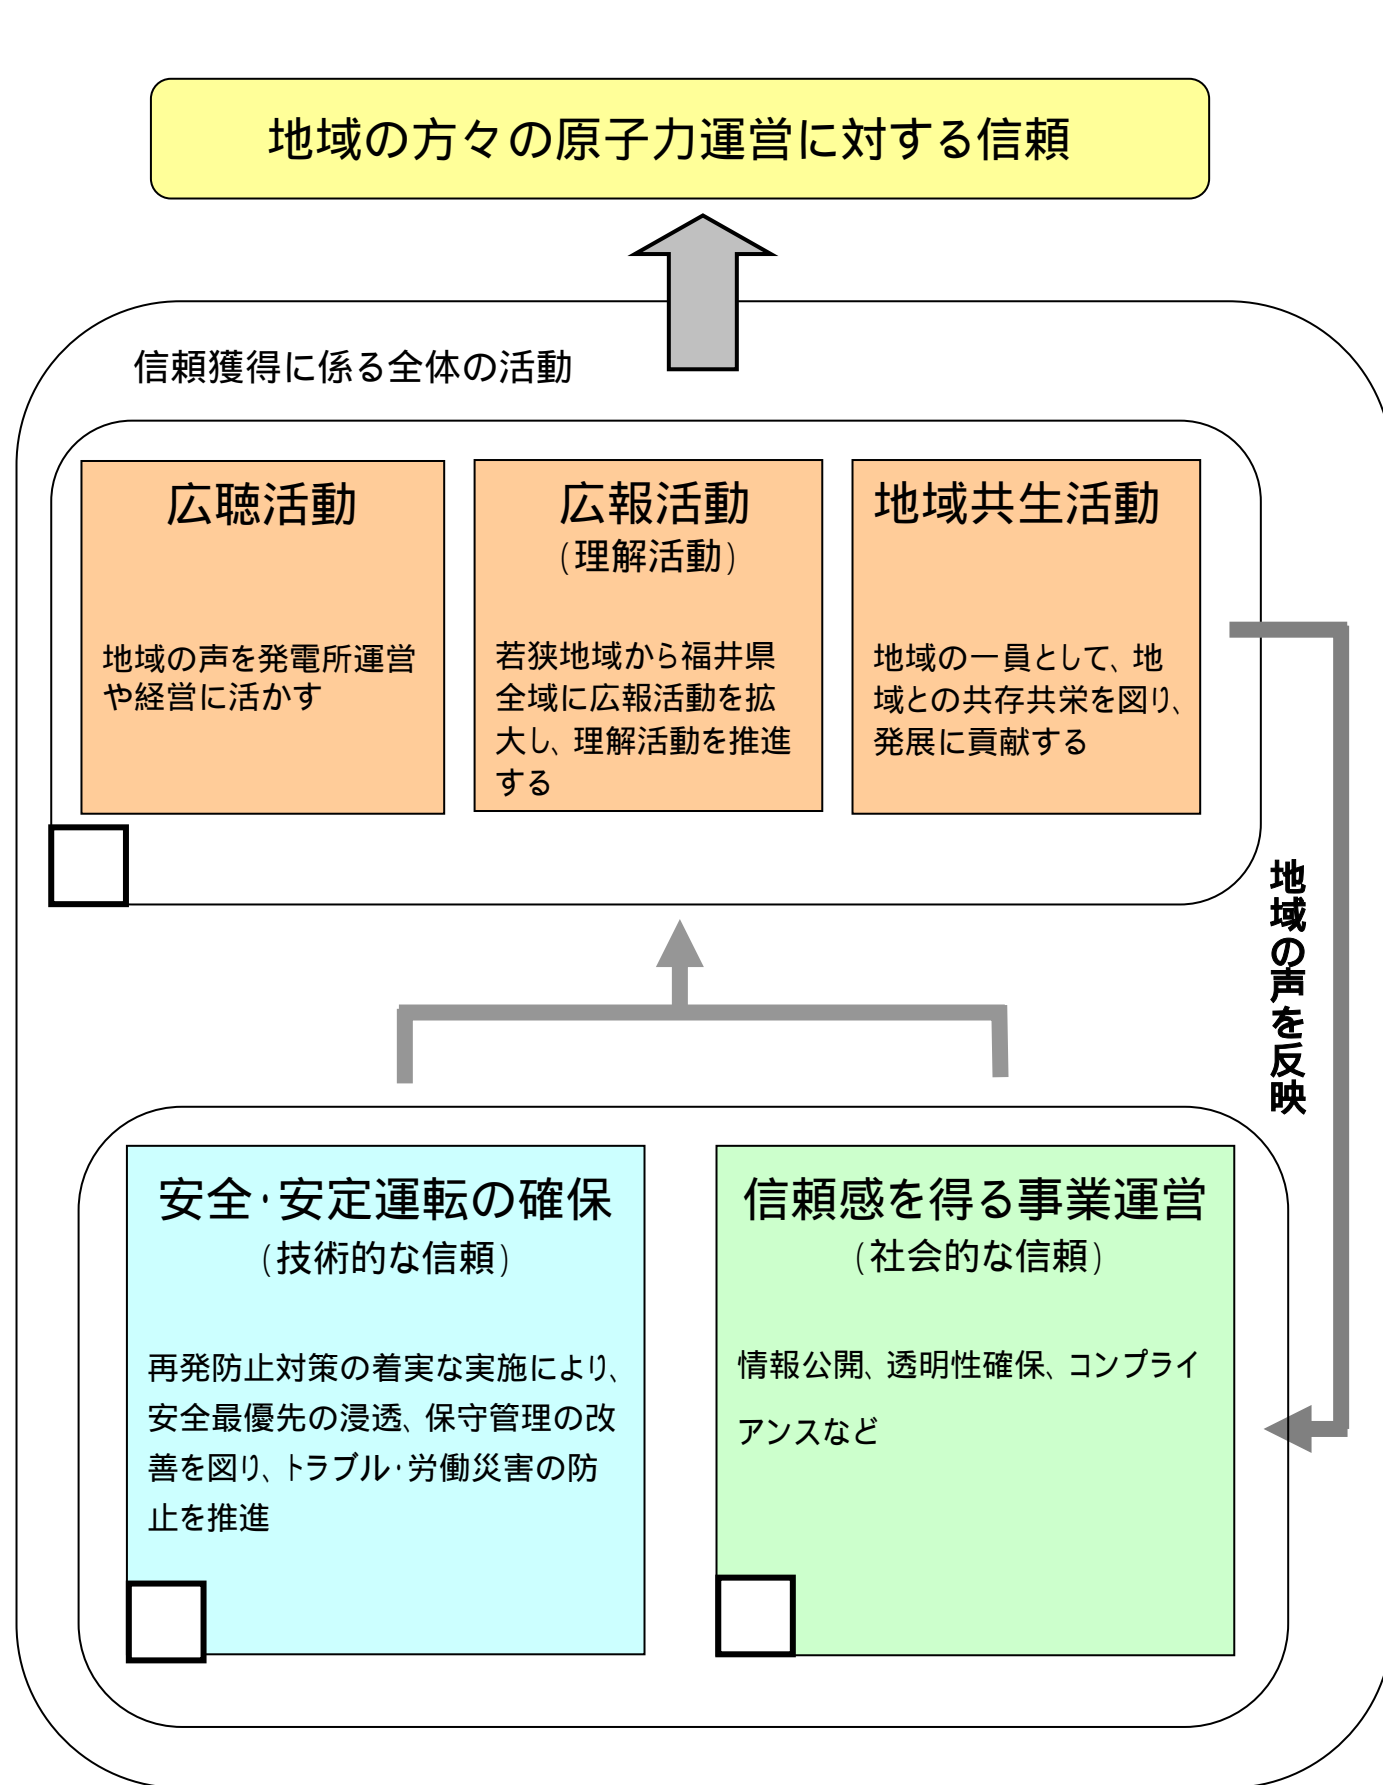 地域の方々の原子力運営に対する信頼
信頼獲得に係る全体の活動
広聴活動
地域の声を発電所運営
や経営に活かす
広報活動
(理解活動)
若狭地域から福井県
全域に広報活動を拡
大し、理解活動を推進
する
地域共生活動
地域の一員として、地
域との共存共栄を図り、
発展に貢献する
地域の声を反映
安全・安定運転の確保
(技術的な信頼)
再発防止対策の着実な実施により、
安全最優先の浸透、保守管理の改
善を図り、トラブル・労働災害の防
止を推進
信頼感を得る事業運営
(社会的な信頼)
情報公開、透明性確保、コンプライ
アンスなど